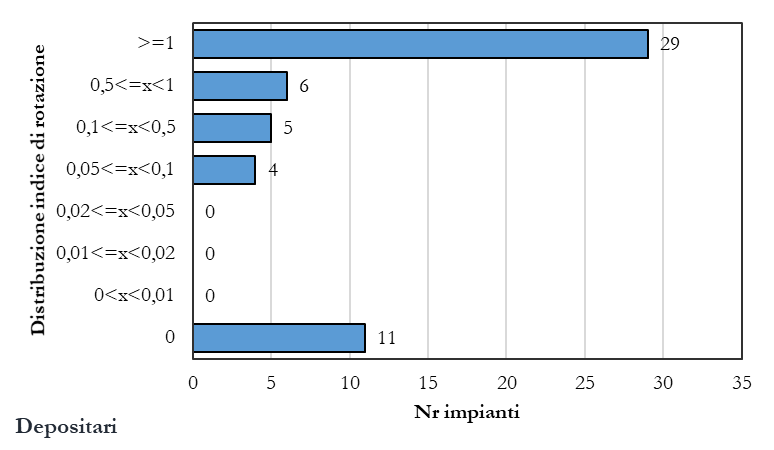 Distribuzione indice di rotazione
>=1
29
0,5<=x<1
6
0,1<=x<0,5
5
0,05<=x<0,1
4
0,02<=x<0,05
0
0,01<=x<0,02
0
0<x<0,01
0
0
11
0 5 10 15 20 25 30 35
Nr impianti
Depositari